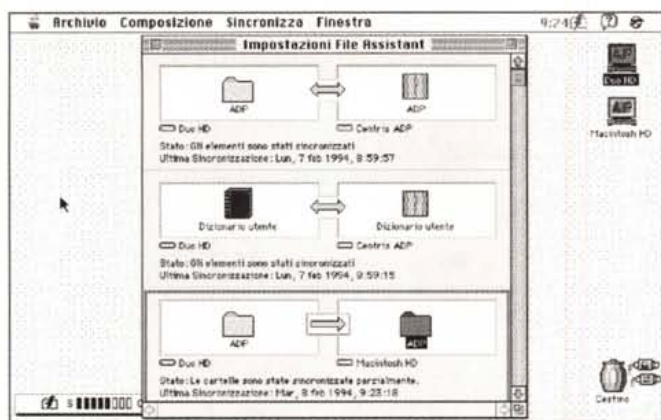 Archivio Composizione Sincronizza Finestra
9:24
Impostazioni File Assistant
ADP ADP
Duo HD Centris ADP
Stato: Gli elementi sono stati sincronizzati
Ultima Sincronizzazione: Lun, 7 feb 1994, 8:59:57
Dizionario utente Dizionario utente
Duo HD Centris ADP
Stato: Gli elementi sono stati sincronizzati
Ultima Sincronizzazione: Lun, 7 feb 1994, 8:59:15
ADP ADP
Duo HD Macintosh HD
Stato: Le cartelle sono state sincronizzate parzialmente.
Ultima Sincronizzazione: Mar, 8 feb 1994, 9:23:18
Duo HD
Macintosh HD
Cestino
S